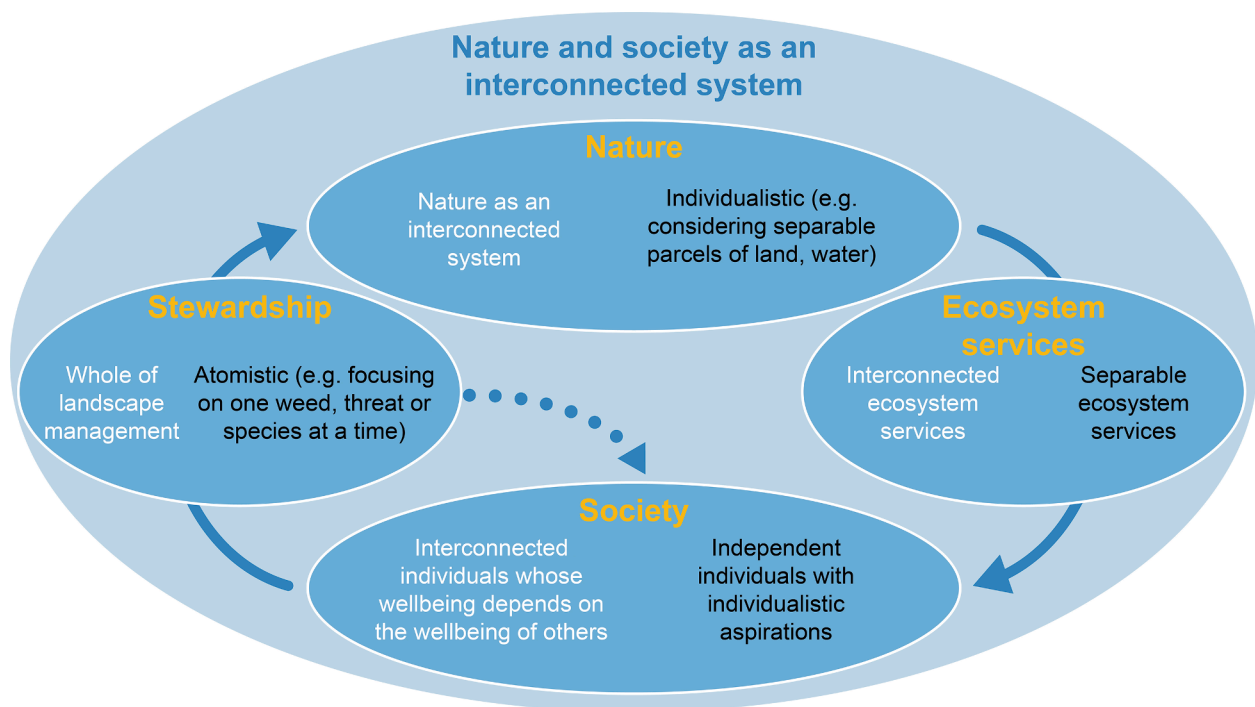 Nature and society as an
interconnected system
Nature
Nature as an
interconnected
system
Individualistic (e.g.
considering separable
parcels of land, water)
Stewardship
Whole of
landscape
management
Atomistic (e.g. focusing
on one weed, threat or
species at a time)
Ecosystem
services
Interconnected
ecosystem
services
Separable
ecosystem
services
Society
Interconnected
individuals whose
wellbeing depends on
the wellbeing of others
Independent
individuals with
individualistic
aspirations